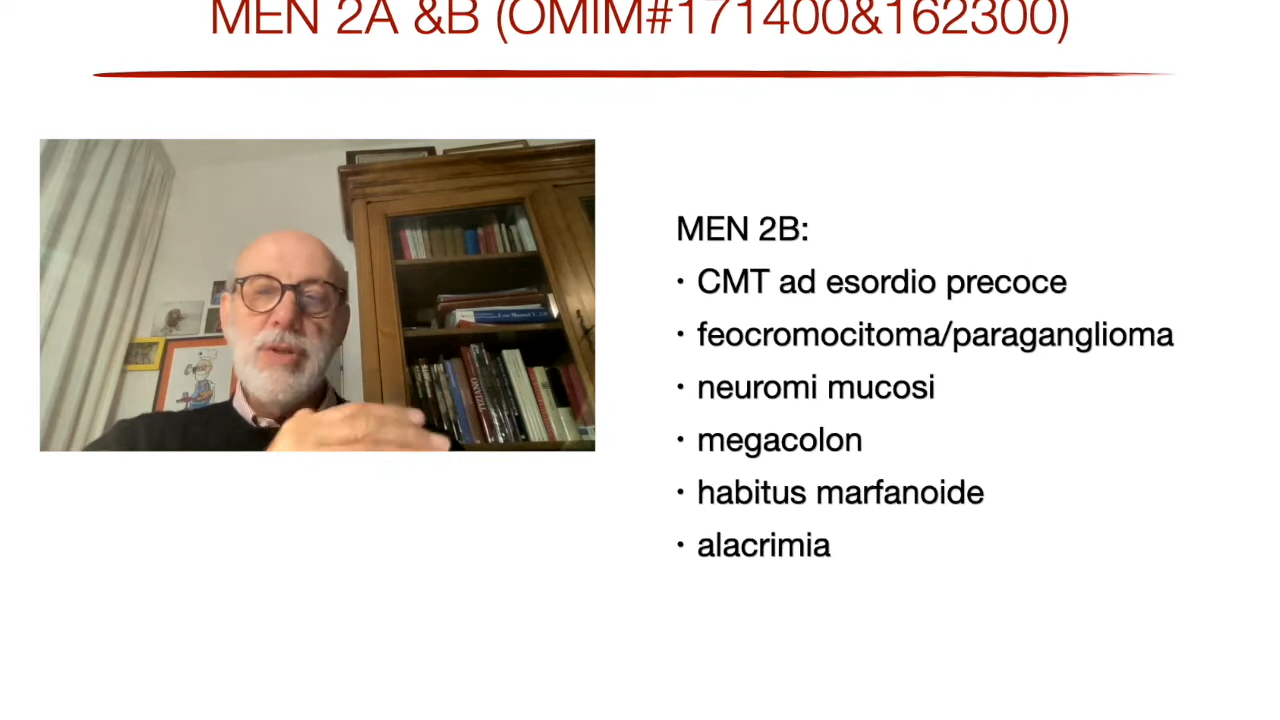 MEN 2A &B (OMIM#171400&162300)
MEN 2B:
• CMT ad esordio precoce
• feocromocitoma/paraganglioma
• neuromi mucosi
• megacolon
• habitus marfanoide
• alacrimia
TIZIANO